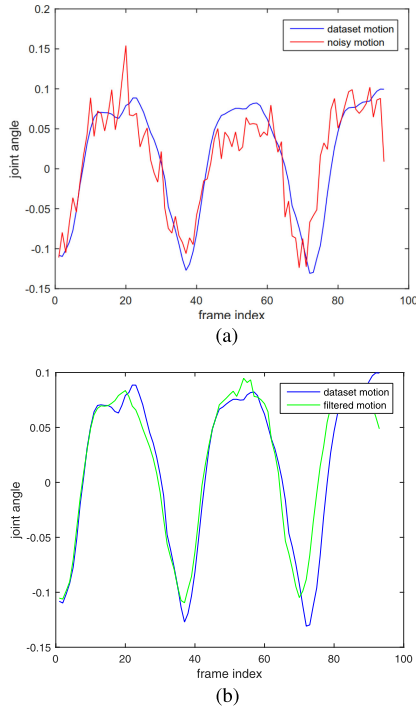 0.2
dataset motion
noisy motion
0.15
0.1
0.05
joint angle
0
-0.05
-0.1
-0.15
0 20 40 60 80 100
frame index
(a)
0.1
dataset motion
filtered motion
0.05
joint angle
0
-0.05
-0.1
-0.15
0 20 40 60 80 100
frame index
(b)